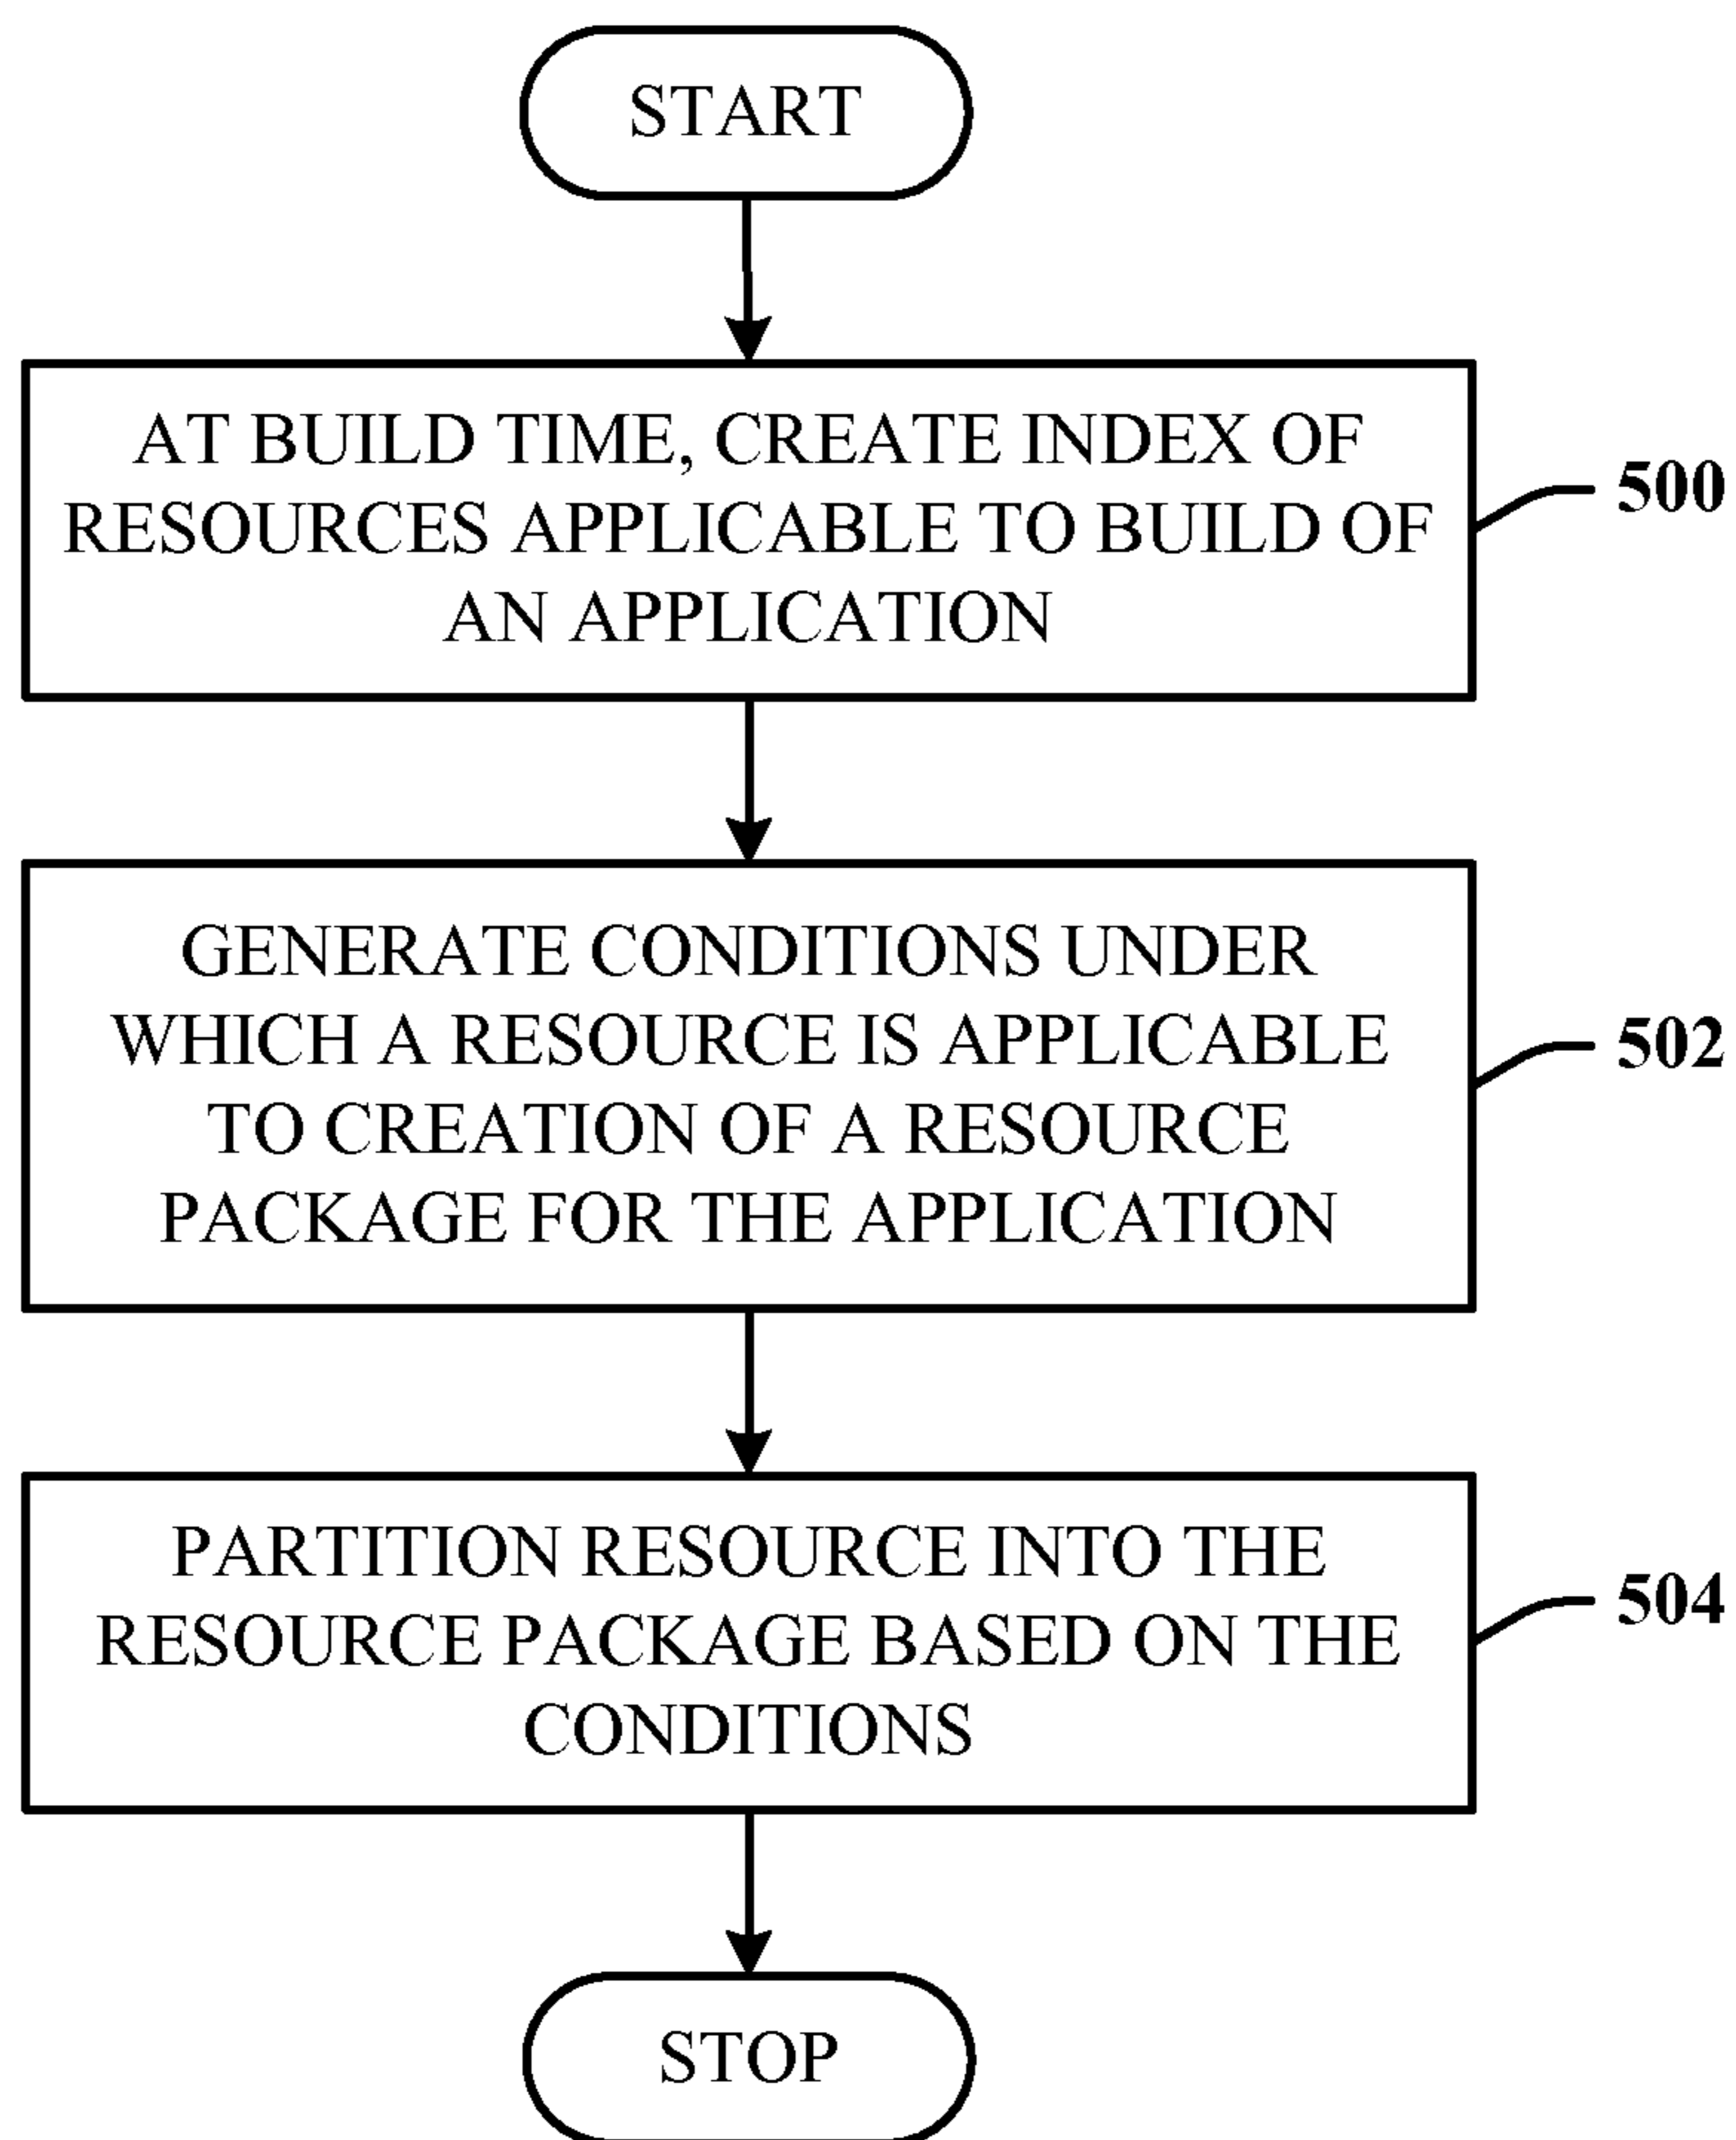 START
AT BUILD TIME, CREATE INDEX OF
RESOURCES APPLICABLE TO BUILD OF
AN APPLICATION
500
GENERATE CONDITIONS UNDER
WHICH A RESOURCE IS APPLICABLE
TO CREATION OF A RESOURCE
PACKAGE FOR THE APPLICATION
502
PARTITION RESOURCE INTO THE
RESOURCE PACKAGE BASED ON THE
CONDITIONS
504
STOP